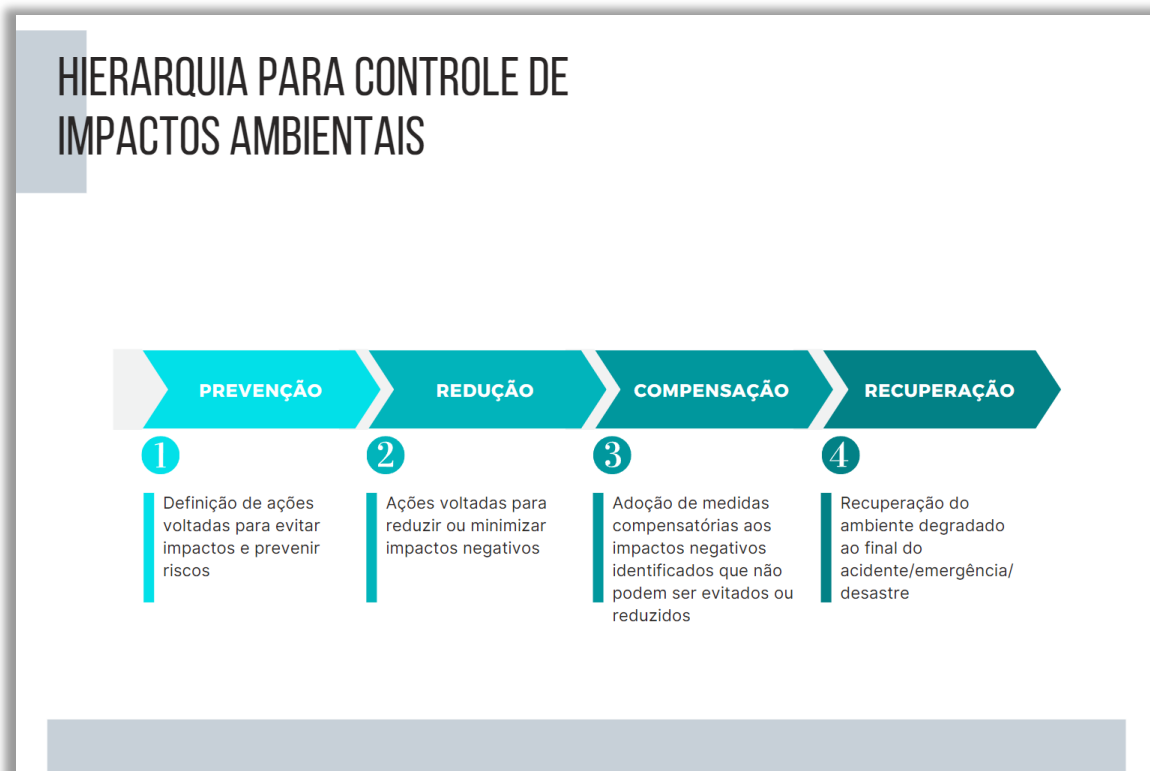 HIERARQUIA PARA CONTROLE DE
IMPACTOS AMBIENTAIS
PREVENÇÃO
REDUÇÃO
COMPENSAÇÃO
RECUPERAÇÃO
1
Definição de ações
voltadas para evitar
impactos e prevenir
riscos
2
Ações voltadas para
reduzir ou minimizar
impactos negativos
3
Adoção de medidas
compensatórias aos
impactos negativos
identificados que não
podem ser evitados ou
reduzidos
4
Recuperação do
ambiente degradado
ao final do
acidente/emergência/
desastre